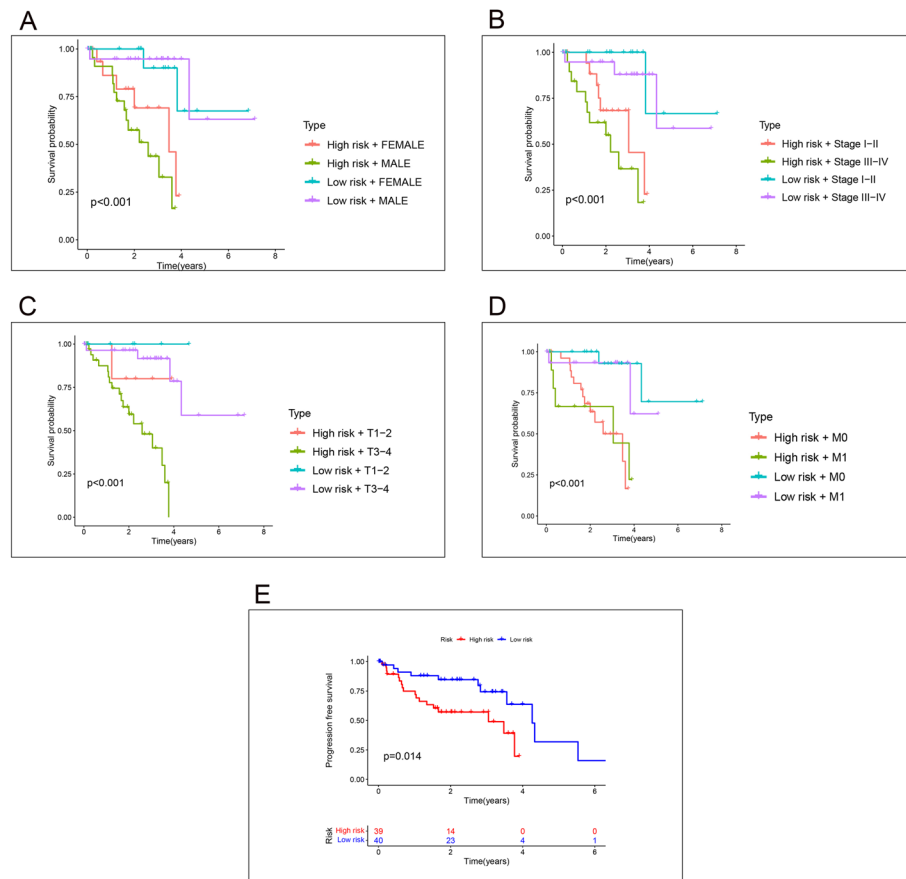 A
1.00
0.75
0.50
0.25
0.00
Survival probability
p<0.001
0 2 4 6 8
Time(years)
Type
High risk + FEMALE
High risk + MALE
Low risk + FEMALE
Low risk + MALE
B
1.00
0.75
0.50
0.25
0.00
Survival probability
p<0.001
0 2 4 6 8
Time(years)
Type
High risk + Stage I−II
High risk + Stage III−IV
Low risk + Stage I−II
Low risk + Stage III−IV
C
1.00
0.75
0.50
0.25
0.00
Survival probability
p<0.001
0 2 4 6 8
Time(years)
Type
High risk + T1−2
High risk + T3−4
Low risk + T1−2
Low risk + T3−4
D
1.00
0.75
0.50
0.25
0.00
Survival probability
p<0.001
0 2 4 6 8
Time(years)
Type
High risk + M0
High risk + M1
Low risk + M0
Low risk + M1
E
Risk High risk Low risk
1.00
0.75
0.50
0.25
0.00
Progression free survival
p=0.014
0 2 4 6
Time(years)
Risk
High risk 39 14 0 0
Low risk 40 23 4 1
0 2 4 6
Time(years)